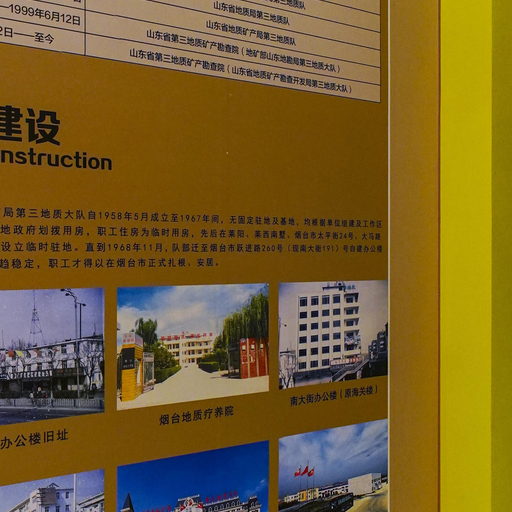 山东省地质局第三地质队
—1999年6月12日
山东省地质矿产局第三地质队
2日——至今
山东省第三地质矿产勘查院（地矿部山东地勘局第三地质大队）
山东省第三地质矿产勘查院（山东省地质矿产勘查开发局第三地质大队）
建设
nstruction
局第三地质大队自1958年5月成立至1967年间，无固定驻地及基地，均根据单位组建及工作区
地政府划拨用房，职工住房为临时用房，先后在莱阳、莱西南墅、烟台市太平街24号、大马路
设立临时驻地。直到1968年11月，队部迁至烟台市跃进路260号（现南大街191）号自建办公楼
趋稳定，职工才得以在烟台市正式扎根、安居。
办公楼旧址
烟台地质疗养院
南大街办公楼（原海关楼）